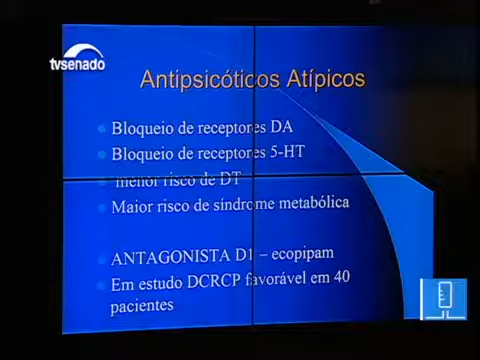 tvsenado
Antipsicóticos Atípicos
Bloqueio de receptores DA
Bloqueio de receptores 5-HT
menor risco de DT
Maior risco de síndrome metabólica
ANTAGONISTA D1 – ecopipam
Em estudo DCRCP favorável em 40
pacientes